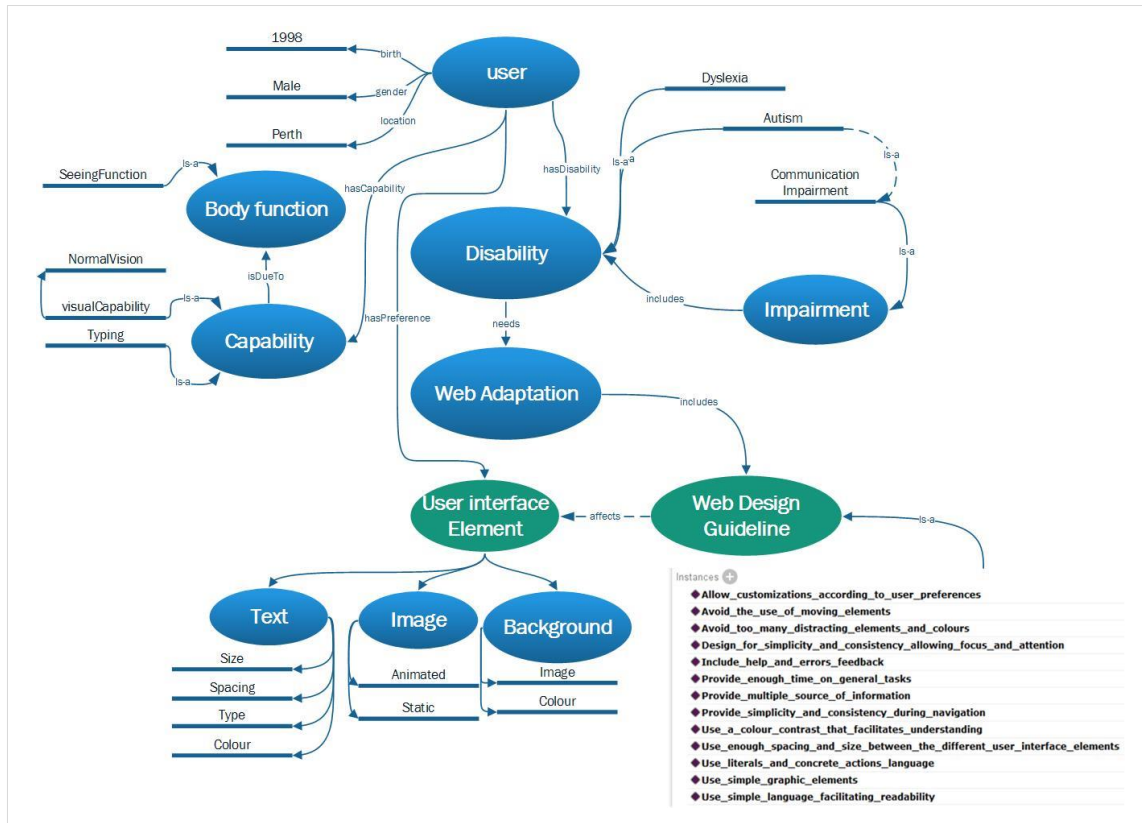 1998
birth
user
Male
gender
location
Perth
Dyslexia
Autism
Is-a
Is-a
SeeingFunction
hasCapability
hasDisability
Is-a
Communication
Impairment
Body function
Disability
Is-a
NormalVision
isDueTo
includes
visualCapability
Is-a
hasPreference
needs
Impairment
Typing
Capability
Is-a
Web Adaptation
includes
User interface
Element
affects
Web Design
Guideline
Is-a
Text
Image
Background
Size
Spacing
Type
Colour
Animated
Static
Image
Colour
Instances
Allow_customizations_according_to_user_preferences
Avoid_the_use_of_moving_elements
Avoid_too_many_distracting_elements_and_colours
Design_for_simplicity_and_consistency_allowing_focus_and_attention
Include_help_and_errors_feedback
Provide_enough_time_on_general_tasks
Provide_multiple_source_of_information
Provide_simplicity_and_consistency_during_navigation
Use_a_colour_contrast_that_facilitates_understanding
Use_enough_spacing_and_size_between_the_different_user_interface_elements
Use_literals_and_concrete_actions_language
Use_simple_graphic_elements
Use_simple_language_facilitating_readability